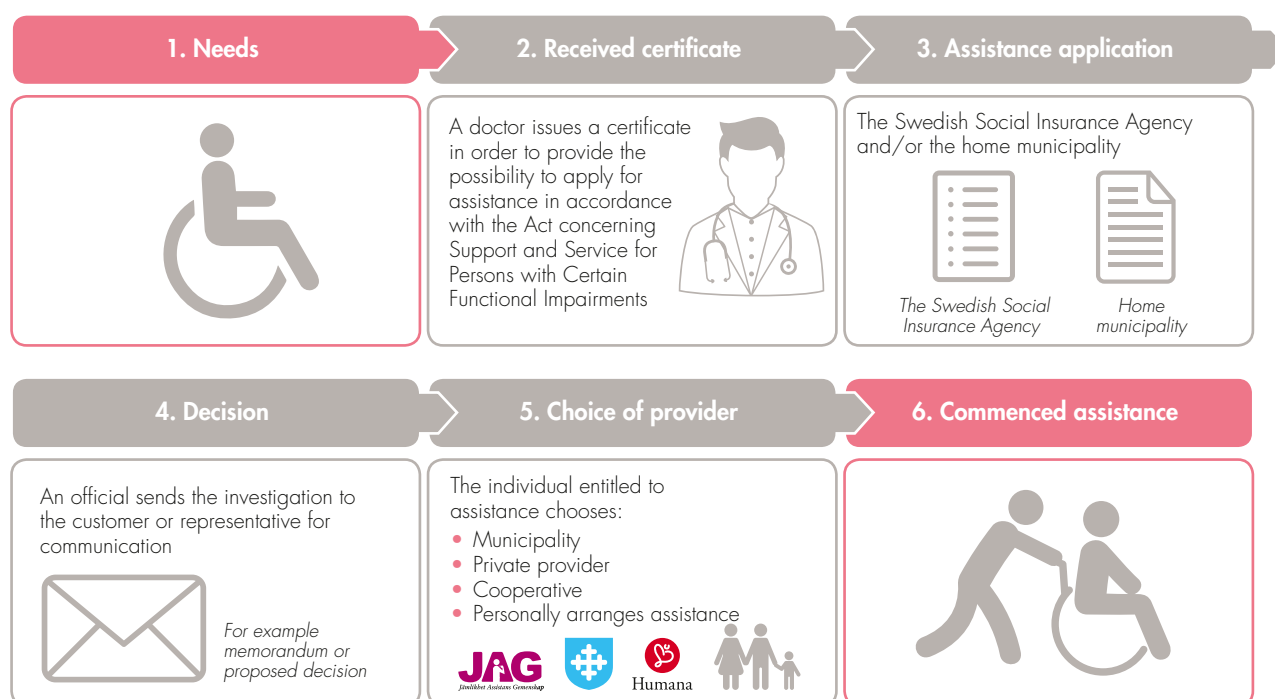 1. Needs
2. Received certificate
A doctor issues a certificate
in order to provide the
possibility to apply for
assistance in accordance
with the Act concerning
Support and Service for
Persons with Certain
Functional Impairments
3. Assistance application
The Swedish Social Insurance Agency
and/or the home municipality
The Swedish Social
Insurance Agency
Home
municipality
4. Decision
An official sends the investigation to
the customer or representative for
communication
For example
memorandum or
proposed decision
5. Choice of provider
The individual entitled to
assistance chooses:
• Municipality
• Private provider
• Cooperative
• Personally arranges assistance
JAG
Jämlikhet Assistans Gemenskap
Humana
6. Commenced assistance